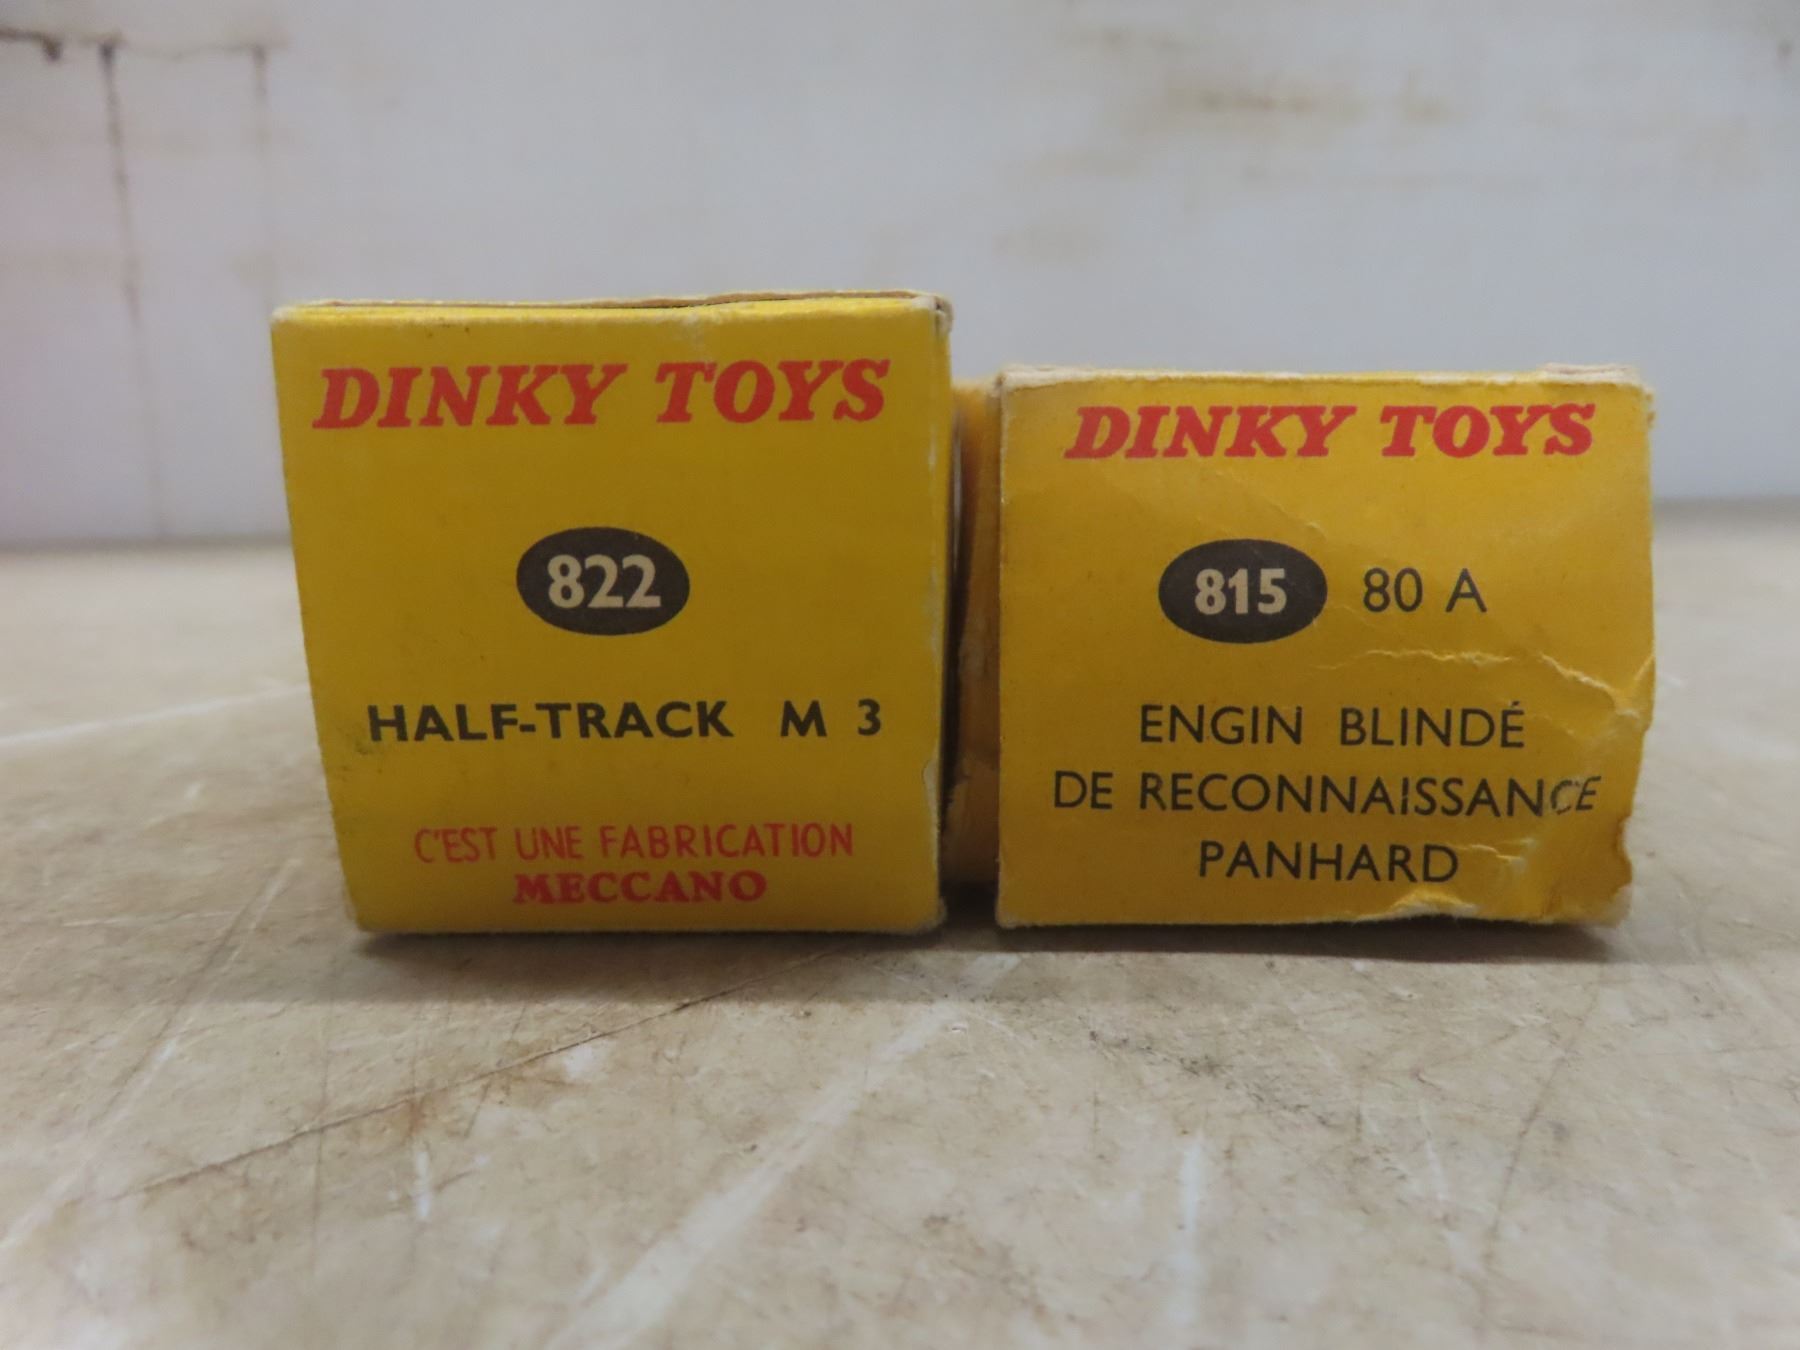 DINKY TOYS
822
HALF-TRACK M 3
C'EST UNE FABRICATION
MECCANO
DINKY TOYS
815 80 A
ENGIN BLINDÉ
DE RECONNAISSANCE
PANHARD